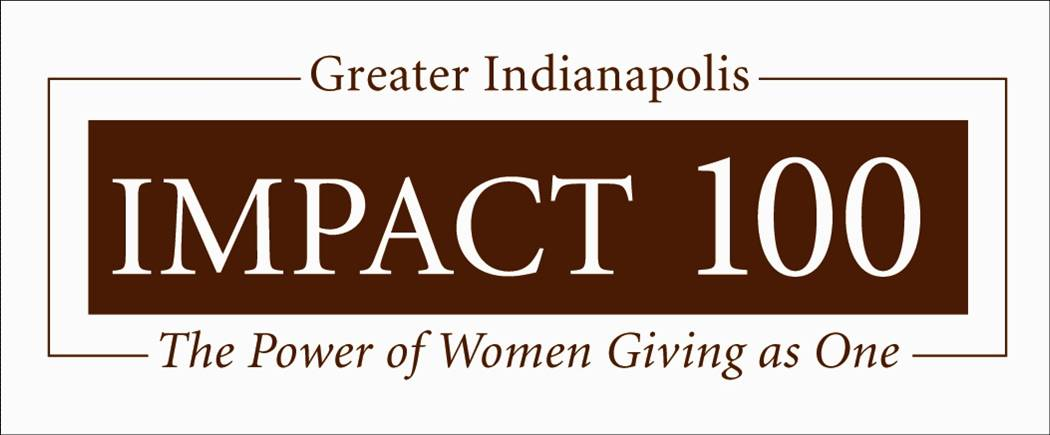 Greater Indianapolis
IMPACT 100
The Power of Women Giving as One